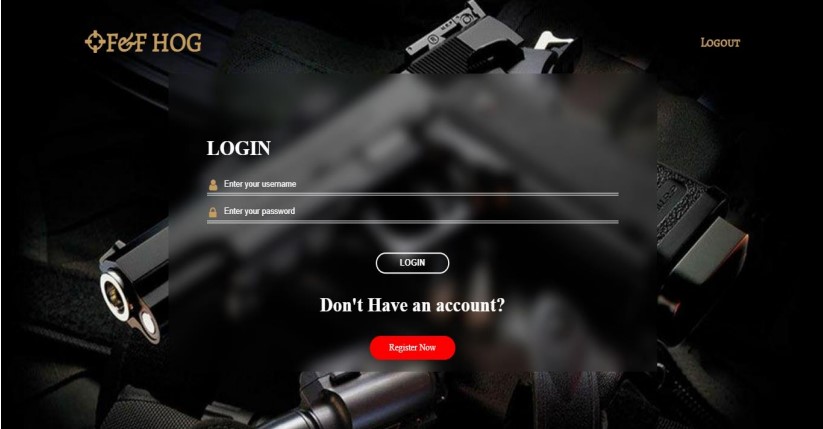 F&F HOG
LOGOUT
LOGIN
Enter your username
Enter your password
LOGIN
Don't Have an account?
Register Now